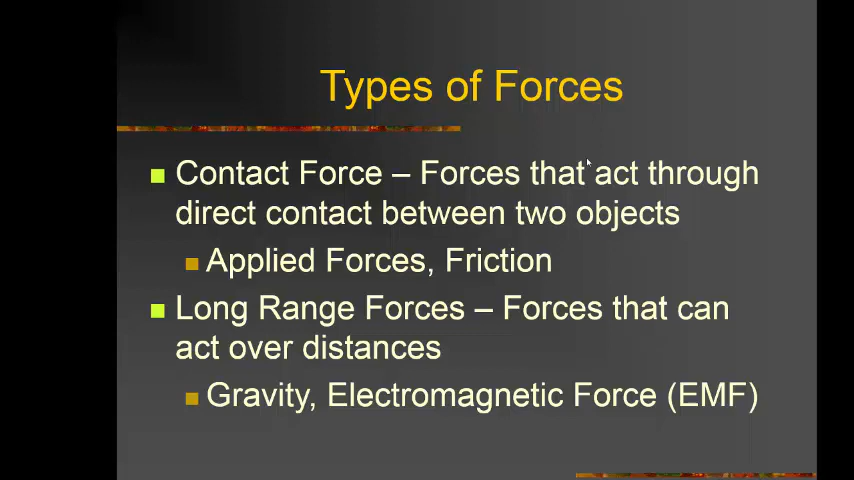 Types of Forces
Contact Force – Forces that act through
direct contact between two objects
Applied Forces, Friction
Long Range Forces – Forces that can
act over distances
Gravity, Electromagnetic Force (EMF)